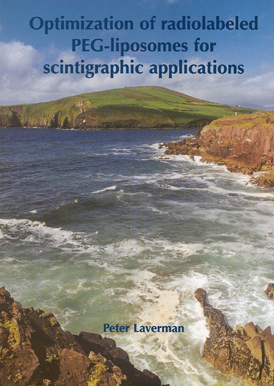 Optimization of radiolabeled
PEG-liposomes for
scintigraphic applications
Peter Laverman